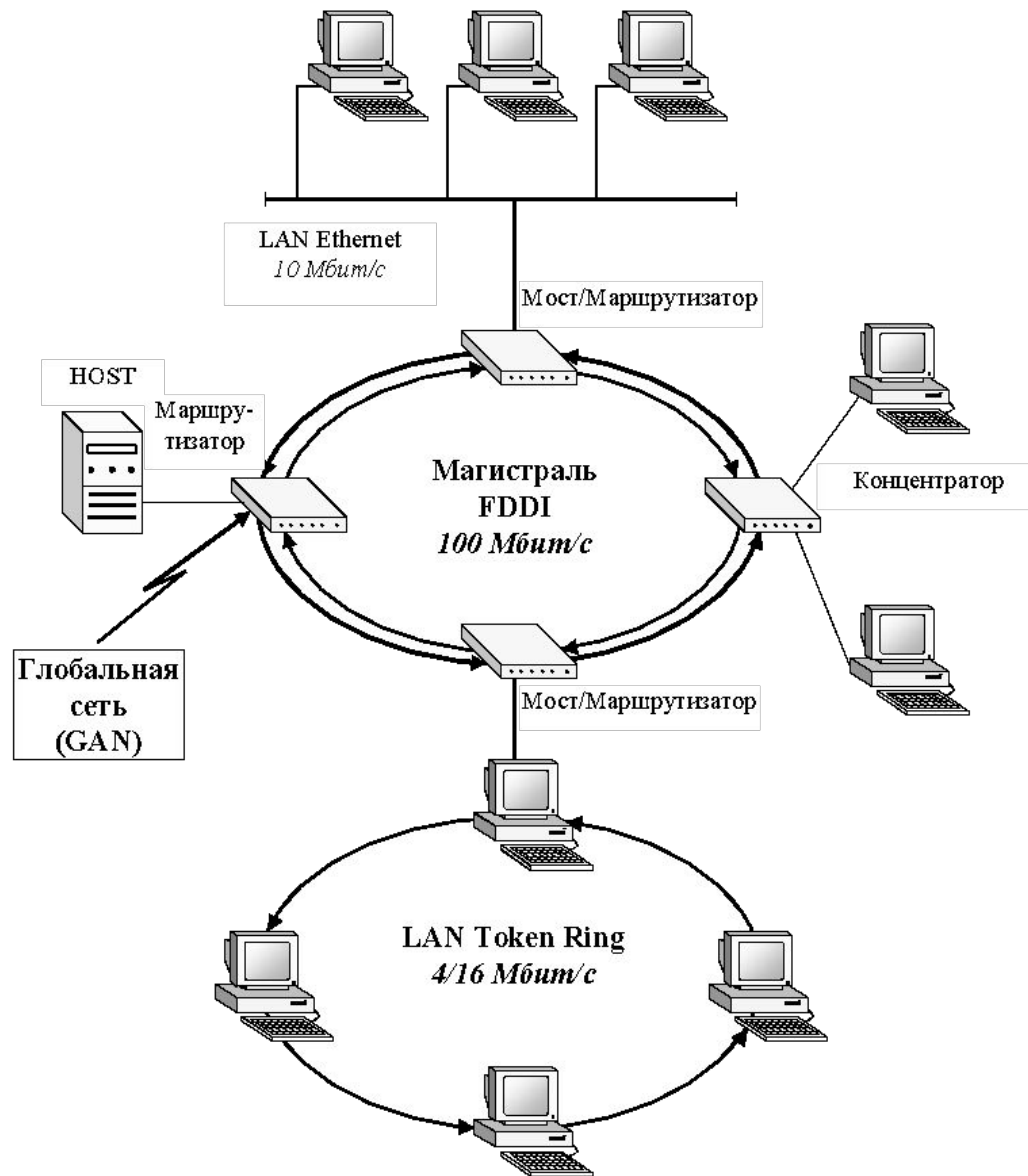 LAN Ethernet
10 Мбит/с
Мост/Маршрутизатор
HOST
Маршру-
тизатор
Магистраль
FDDI
100 Мбит/с
Концентратор
Глобальная
сеть
(GAN)
Мост/Маршрутизатор
LAN Token Ring
4/16 Мбит/с